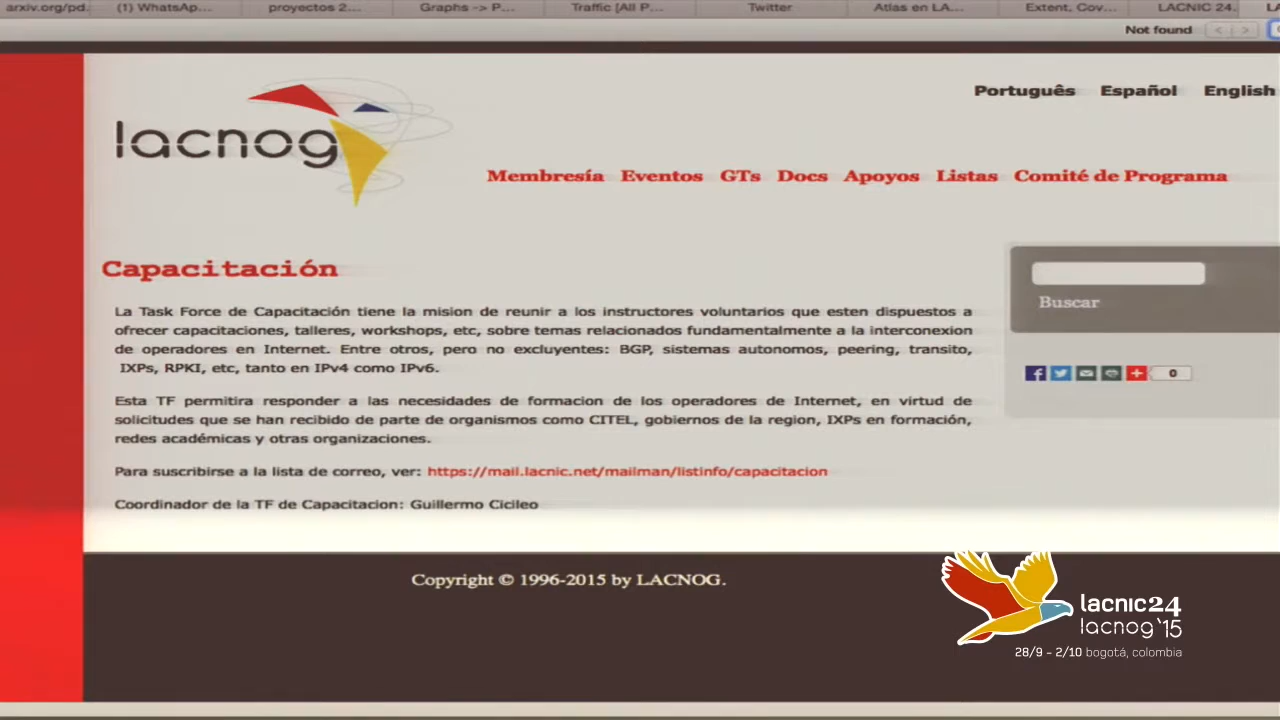 arxiv.org/pd.
(1) WhatsAp...
proyectos 2...
Graphs -> P...
Traffic [All P...
Twitter
Atlas en LA...
Extent, Cov...
LACNIC 24.
Not found
lacnog
Português Español English
Membresía Eventos GTs Docs Apoyos Listas Comité de Programa
Capacitación
La Task Force de Capacitación tiene la mision de reunir a los instructores voluntarios que esten dispuestos a
ofrecer capacitaciones, talleres, workshops, etc, sobre temas relacionados fundamentalmente a la interconexion
de operadores en Internet. Entre otros, pero no excluyentes: BGP, sistemas autonomos, peering, transito,
IXPs, RPKI, etc, tanto en IPv4 como IPv6.
Esta TF permitira responder a las necesidades de formacion de los operadores de Internet, en virtud de
solicitudes que se han recibido de parte de organismos como CITEL, gobiernos de la region, IXPs en formación,
redes académicas y otras organizaciones.
Para suscribirse a la lista de correo, ver: https://mail.lacnic.net/mailman/listinfo/capacitacion
Coordinador de la TF de Capacitacion: Guillermo Cicileo
Buscar
0
Copyright © 1996-2015 by LACNOG.
lacnic24
lacnog'15
28/9 - 2/10 bogotá, colombia